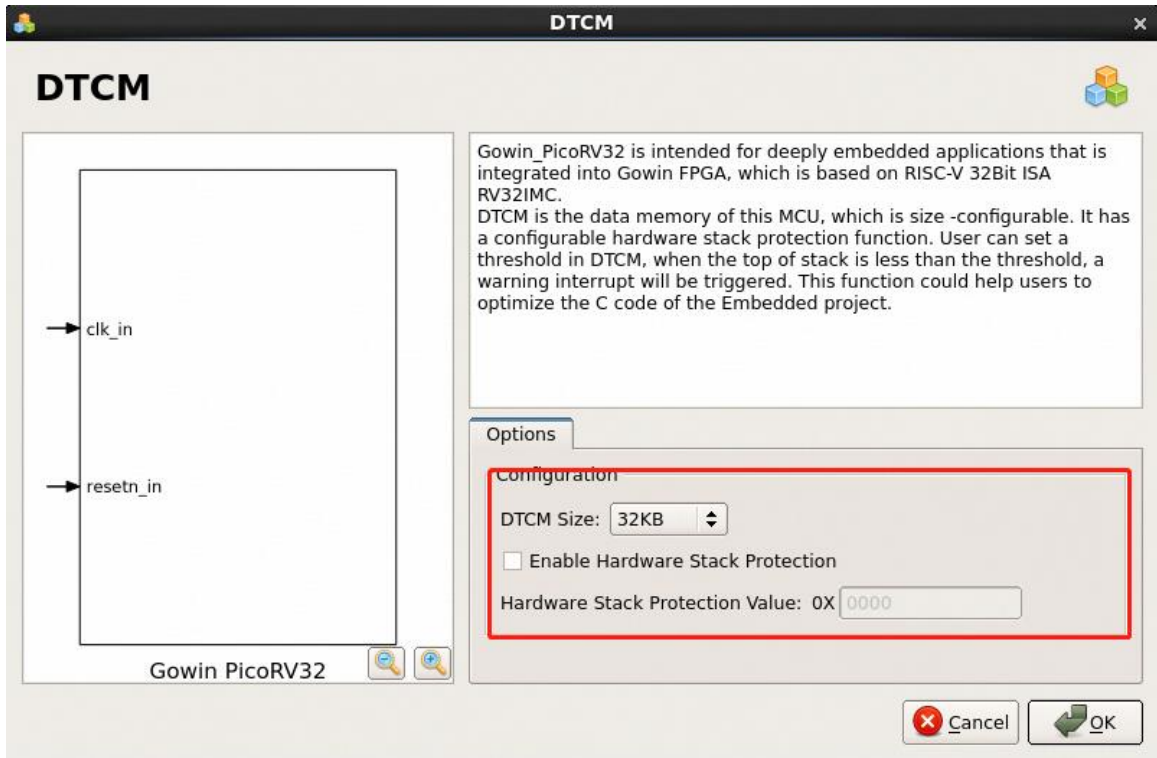 DTCM
DTCM
clk_in
resetn_in
Gowin PicoRV32
Gowin_PicoRV32 is intended for deeply embedded applications that is
integrated into Gowin FPGA, which is based on RISC-V 32Bit ISA
RV32IMC.
DTCM is the data memory of this MCU, which is size -configurable. It has
a configurable hardware stack protection function. User can set a
threshold in DTCM, when the top of stack is less than the threshold, a
warning interrupt will be triggered. This function could help users to
optimize the C code of the Embedded project.
Options
Configuration
DTCM Size: 32KB
Enable Hardware Stack Protection
Hardware Stack Protection Value: 0X 0000
Cancel
OK